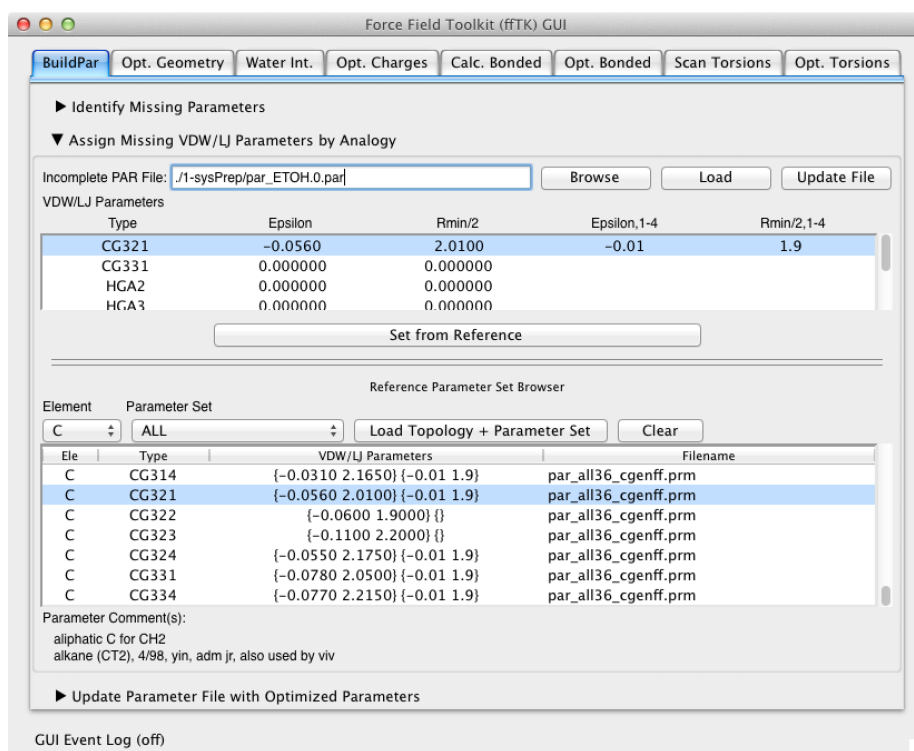 Force Field Toolkit (ffTK) GUI
BuildPar Opt. Geometry Water Int. Opt. Charges Calc. Bonded Opt. Bonded Scan Torsions Opt. Torsions
Identify Missing Parameters
Assign Missing VDW/LJ Parameters by Analogy
Incomplete PAR File: ./1-sysPrep/par_ETOH.0.par Browse Load Update File
VDW/LJ Parameters
Type Epsilon Rmin/2 Epsilon,1-4 Rmin/2,1-4
CG321 -0.0560 2.0100 -0.01 1.9
CG331 0.000000 0.000000
HGA2 0.000000 0.000000
HGA3 0.000000 0.000000
Set from Reference
Reference Parameter Set Browser
Element Parameter Set
C ALL Load Topology + Parameter Set Clear
Ele Type VDW/LJ Parameters Filename
C CG314 {-0.0310 2.1650} {-0.01 1.9} par_all36_cgenff.prm
C CG321 {-0.0560 2.0100} {-0.01 1.9} par_all36_cgenff.prm
C CG322 {-0.0600 1.9000} {} par_all36_cgenff.prm
C CG323 {-0.1100 2.2000} {} par_all36_cgenff.prm
C CG324 {-0.0550 2.1750} {-0.01 1.9} par_all36_cgenff.prm
C CG331 {-0.0780 2.0500} {-0.01 1.9} par_all36_cgenff.prm
C CG334 {-0.0770 2.2150} {-0.01 1.9} par_all36_cgenff.prm
Parameter Comment(s):
aliphatic C for CH2
alkane (CT2), 4/98, yin, adm jr, also used by viv
Update Parameter File with Optimized Parameters
GUI Event Log (off)